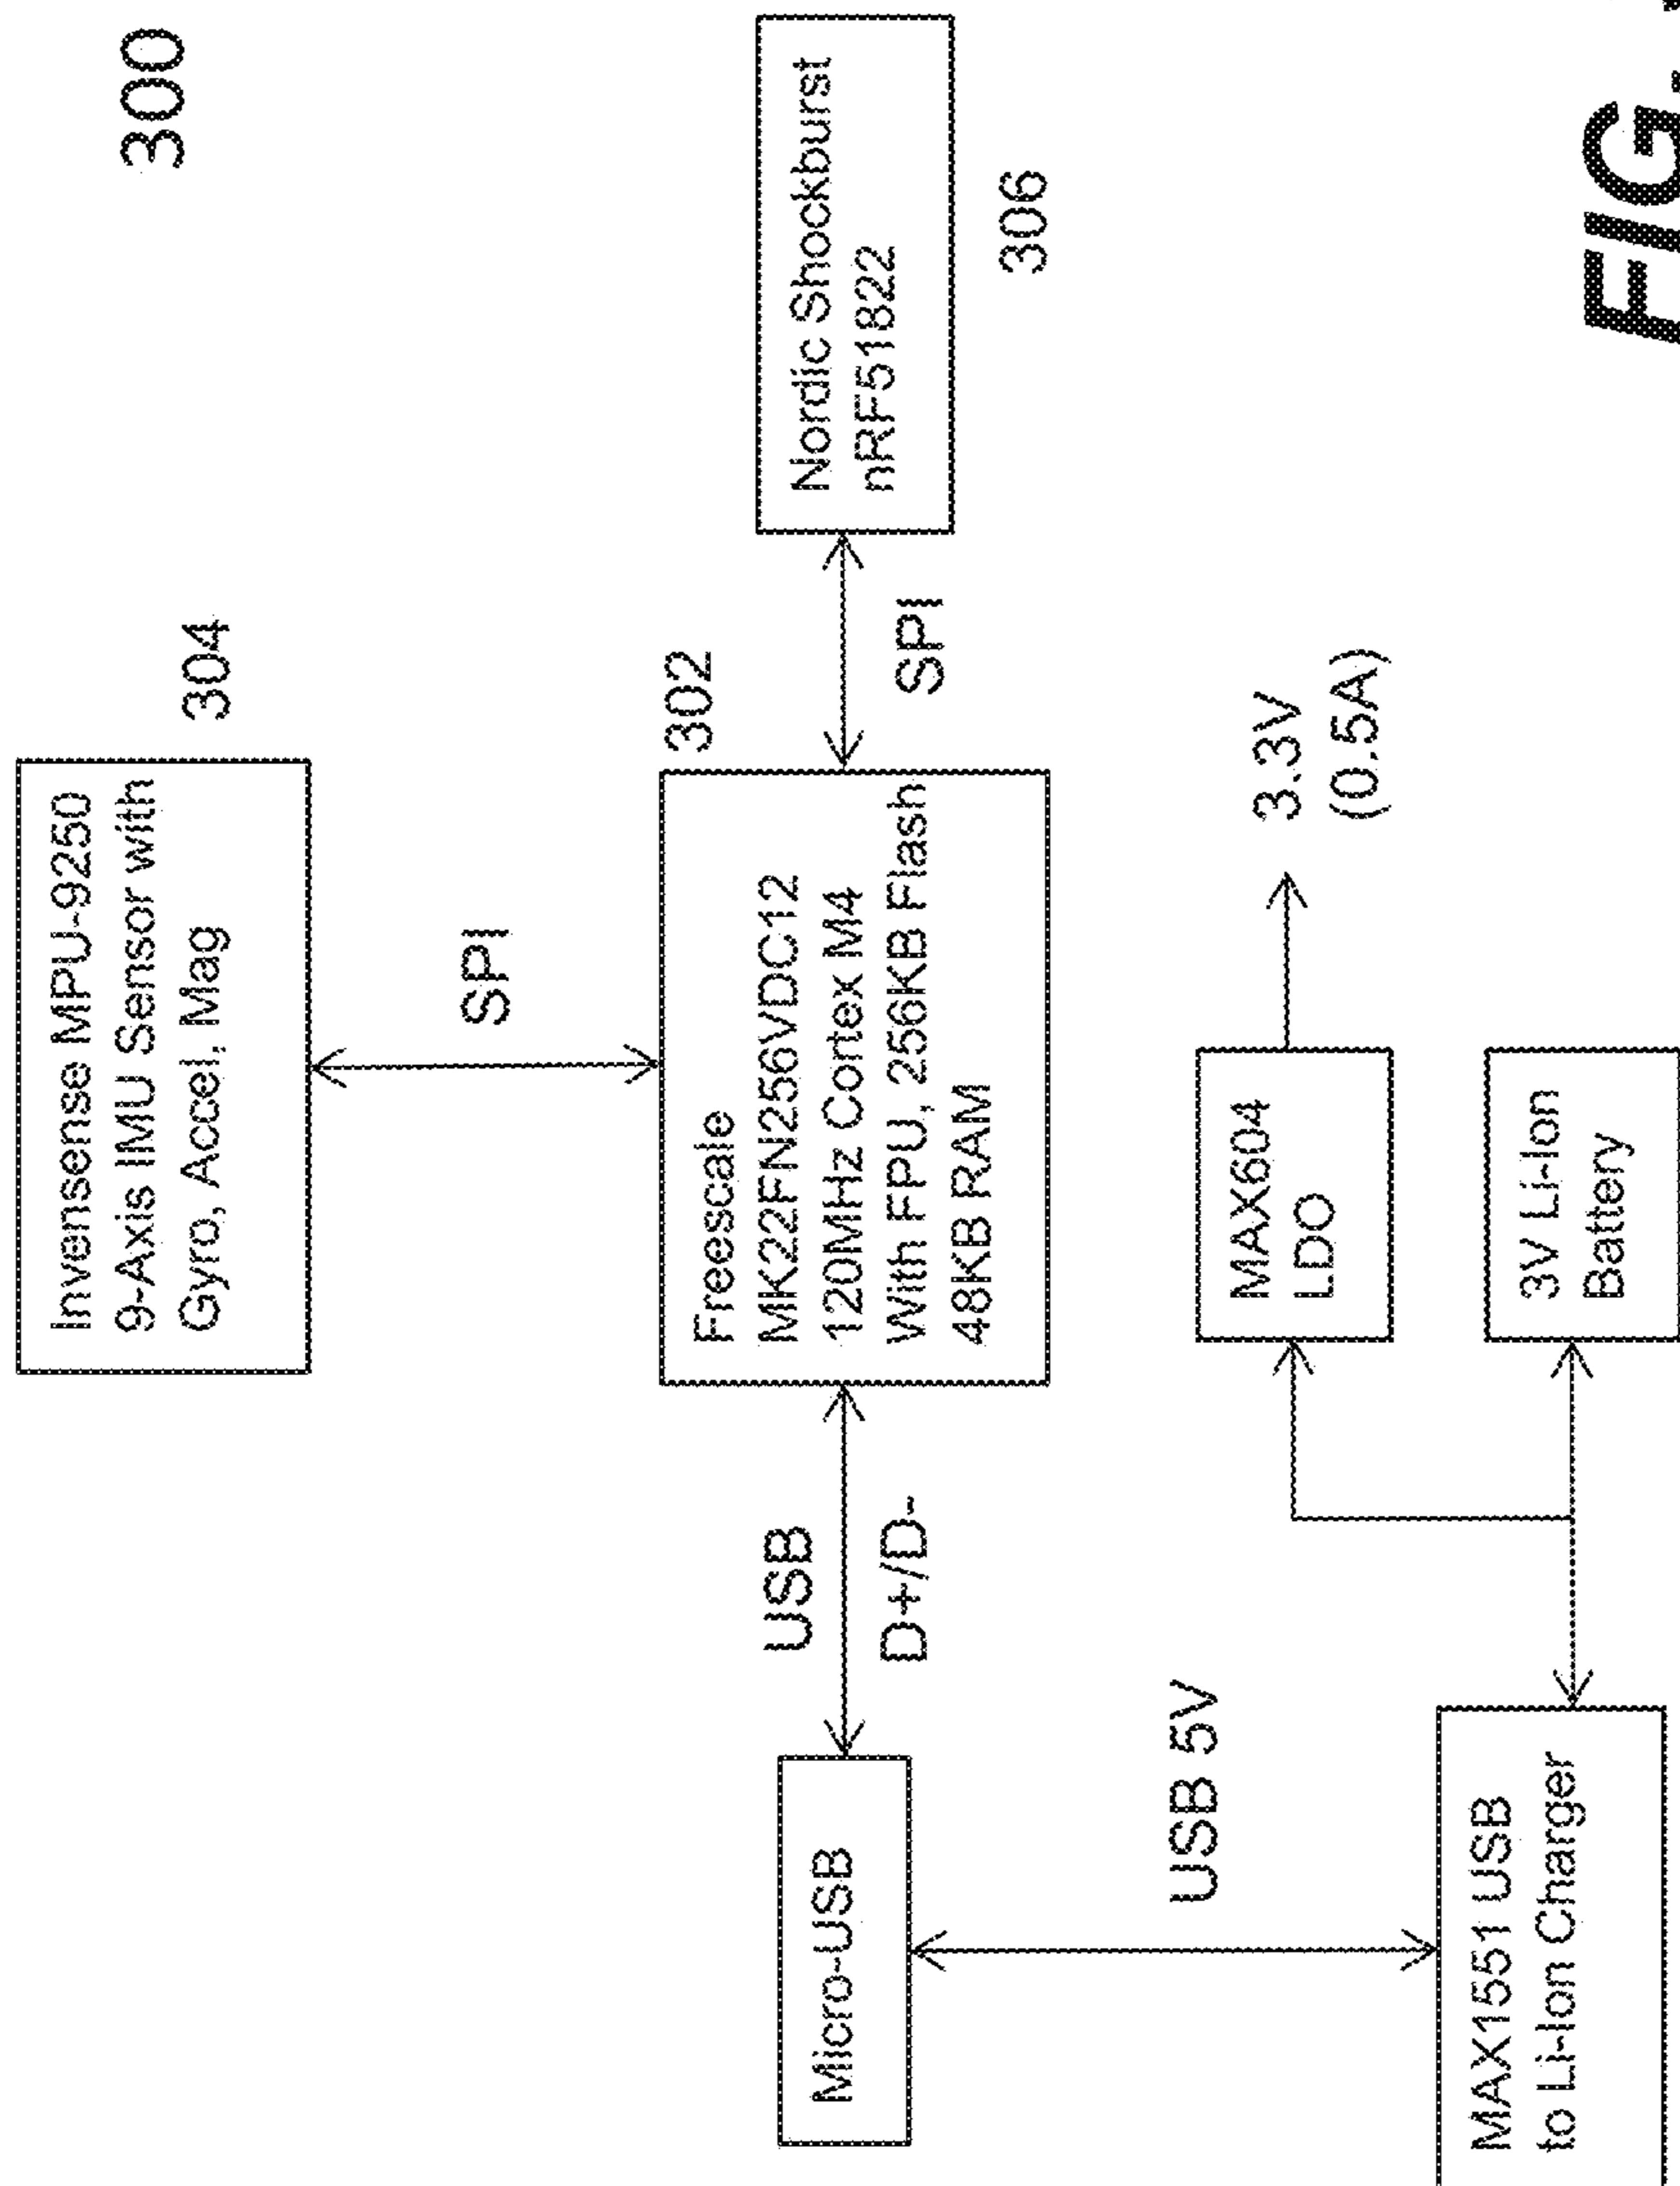 300
Invensense MPU-9250
9-Axis IMU Sensor with
Gyro, Accel, Mag
304
SPI
302
Freescale
MK22FN256VDC12
120MHz Cortex M4
With FPU, 256KB Flash
48KB RAM
USB
D+/D-
Micro-USB
SPI
Nordic Shockburst
nRF51822
306
USB 5V
MAX604
LDO
3.3V
(0.5A)
3V Li-Ion
Battery
MAX1551 USB
to Li-Ion Charger
FIG.